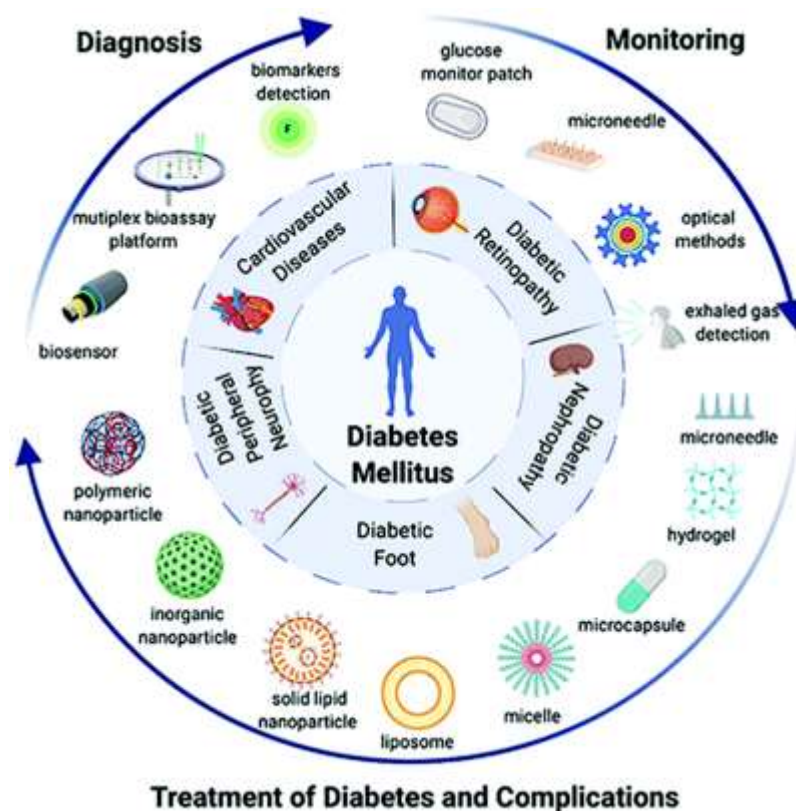 Diagnosis
Monitoring
biomarkers
detection
F
mutiplex bioassay
platform
biosensor
glucose
monitor patch
microneedle
optical
methods
exhaled gas
detection
Cardiovascular
Diseases
Diabetic
Retinopathy
Diabetic
Nephropathy
Diabetic
Foot
Diabetic
Peripheral
Neurophy
Diabetes
Mellitus
microneedle
hydrogel
microcapsule
micelle
liposome
solid lipid
nanoparticle
inorganic
nanoparticle
polymeric
nanoparticle
Treatment of Diabetes and Complications